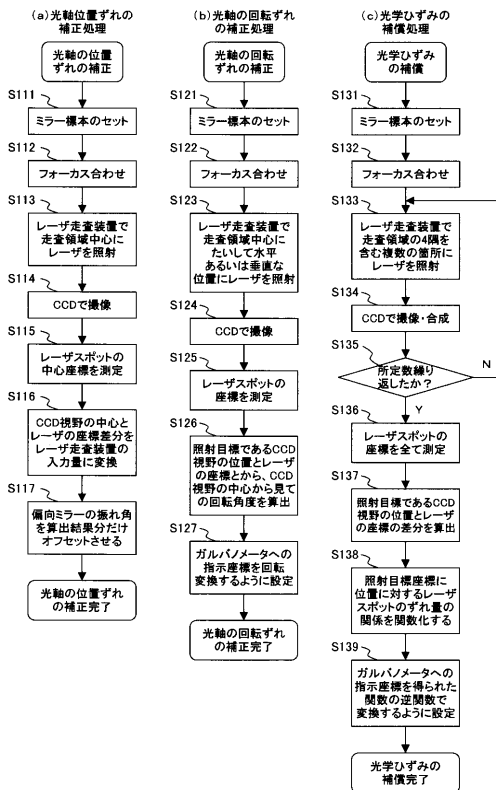 (a)光軸位置ずれの
補正処理
光軸の位置
ずれの補正
S111
ミラー標本のセット
S112
フォーカス合わせ
S113
レーザ走査装置で
走査領域中心に
レーザを照射
S114
CCDで撮像
S115
レーザスポットの
中心座標を測定
S116
CCD視野の中心と
レーザの座標差分を
レーザ走査装置の
入力量に変換
S117
偏向ミラーの振れ角
を算出結果分だけ
オフセットさせる
光軸の位置ずれ
の補正完了
(b)光軸の回転ずれ
の補正処理
光軸の回転
ずれの補正
S121
ミラー標本のセット
S122
フォーカス合わせ
S123
レーザ走査装置で
走査領域中心に
たいして水平
あるいは垂直な
位置にレーザを照射
S124
CCDで撮像
S125
レーザスポットの
座標を測定
S126
照射目標であるCCD
視野の位置とレーザ
の座標とから、CCD
視野の中心から見て
の回転角度を算出
S127
ガルバノメータへの
指示座標を回転
変換するように設定
光軸の回転ずれ
の補正完了
(c)光学ひずみの
補償処理
光学ひずみ
の補償
S131
ミラー標本のセット
S132
フォーカス合わせ
S133
レーザ走査装置で
走査領域の4隅を
含む複数の箇所に
レーザを照射
S134
CCDで撮像・合成
S135
所定数繰り
返したか？
N
Y
S136
レーザスポットの
座標を全て測定
S137
照射目標であるCCD
視野の位置とレーザ
の座標の差分を算出
S138
照射目標座標に
位置に対するレーザ
スポットのずれ量の
関係を関数化する
S139
ガルバノメータへの
指示座標を得られた
関数の逆関数で
変換するように設定
光学ひずみの
補償完了